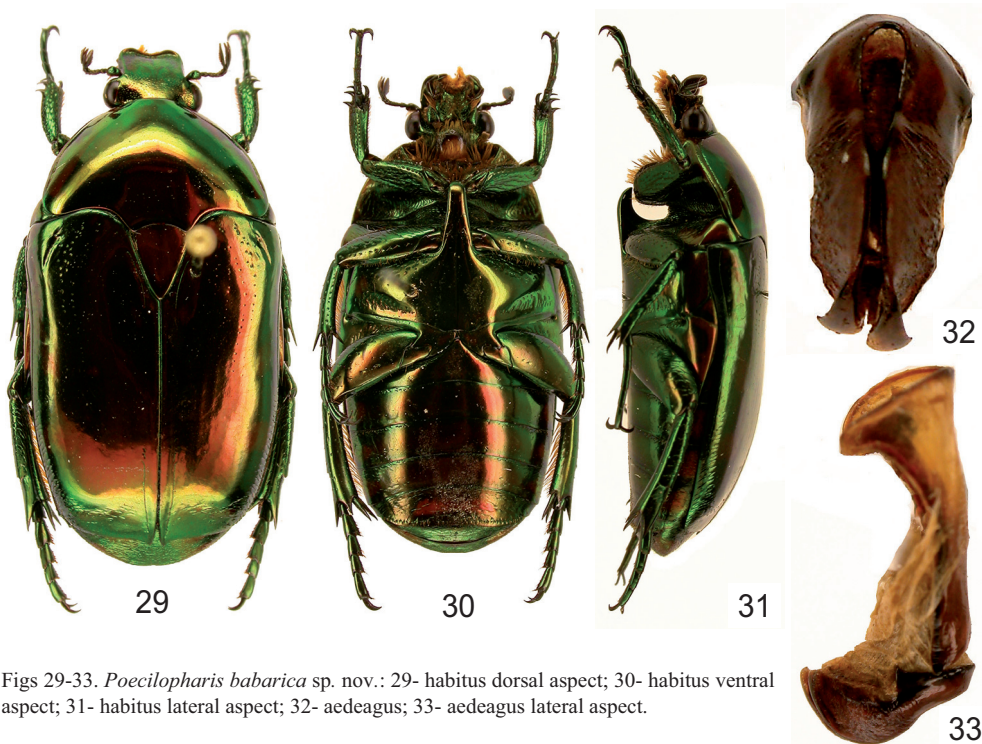 32
29
30
31
33
Figs 29-33. Poecilopharis babarica sp. nov.: 29- habitus dorsal aspect; 30- habitus ventral
aspect; 31- habitus lateral aspect; 32- aedeagus; 33- aedeagus lateral aspect.